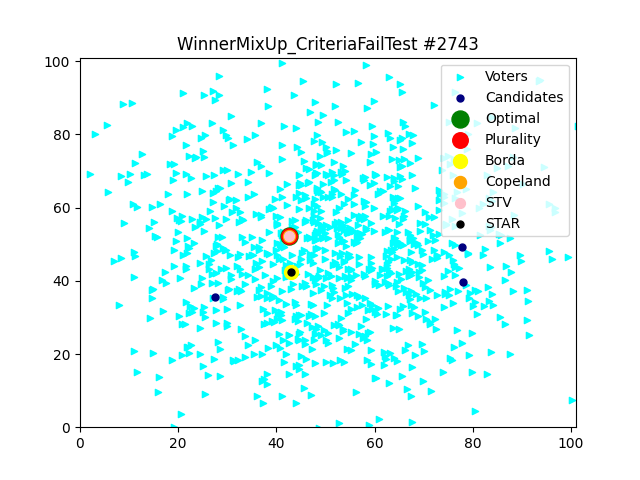 WinnerMixUp_CriteriaFailTest #2743
100
80
60
40
20
0
0 20 40 60 80 100
Voters
Candidates
Optimal
Plurality
Borda
Copeland
STV
STAR